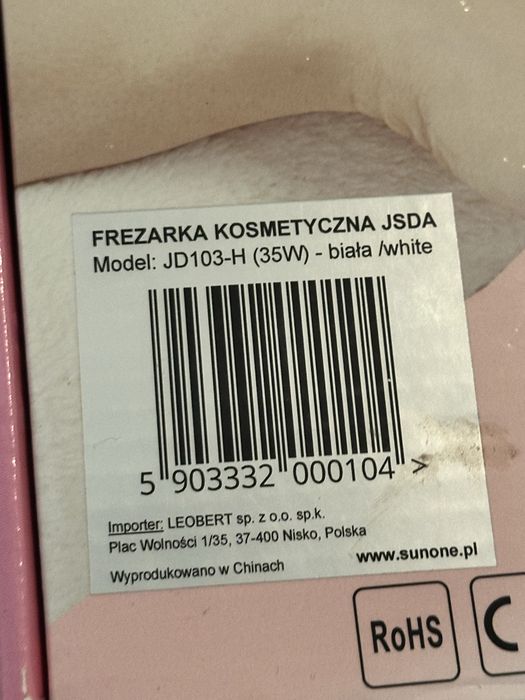 FREZARKA KOSMETYCZNA JSDA
Model: JD103-H (35W) - biała /white
5 903332 000104 >
Importer: LEOBERT sp. z o.o. sp.k.
Plac Wolności 1/35, 37-400 Nisko, Polska
www.sunone.pl
Wyprodukowano w Chinach
RoHS
C